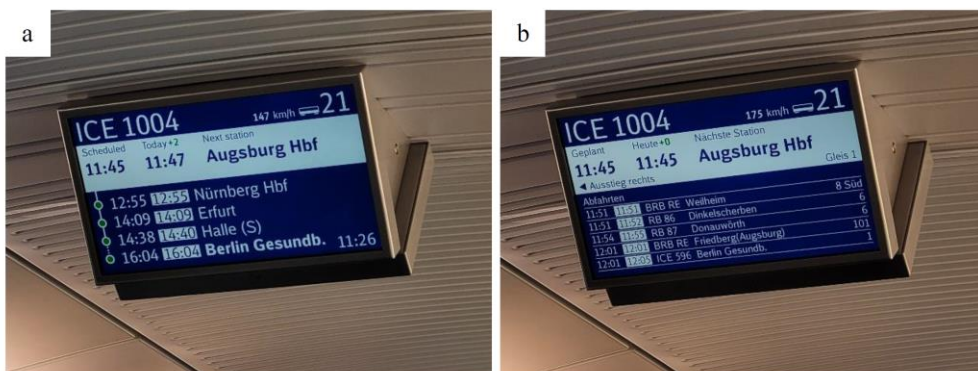 a
ICE 1004 147 km/h 21
Scheduled Today+2 Next station
11:45 11:47 Augsburg Hbf
12:55 12:55 Nürnberg Hbf
14:09 14:09 Erfurt
14:38 14:40 Halle (S)
16:04 16:04 Berlin Gesundb. 11:26
b
ICE 1004 175 km/h 21
Geplant Heute+0 Nächste Station
11:45 11:45 Augsburg Hbf
◀ Ausstieg rechts Gleis 1
Abfahrten
11:51 11:51 BRB RE Weilheim 8 Süd
11:51 11:52 RB 86 Dinkelscherben 6
11:54 11:55 RB 87 Donauwörth 6
12:01 12:01 BRB RE Friedberg(Augsburg) 101
12:01 12:05 ICE 596 Berlin Gesundb. 1